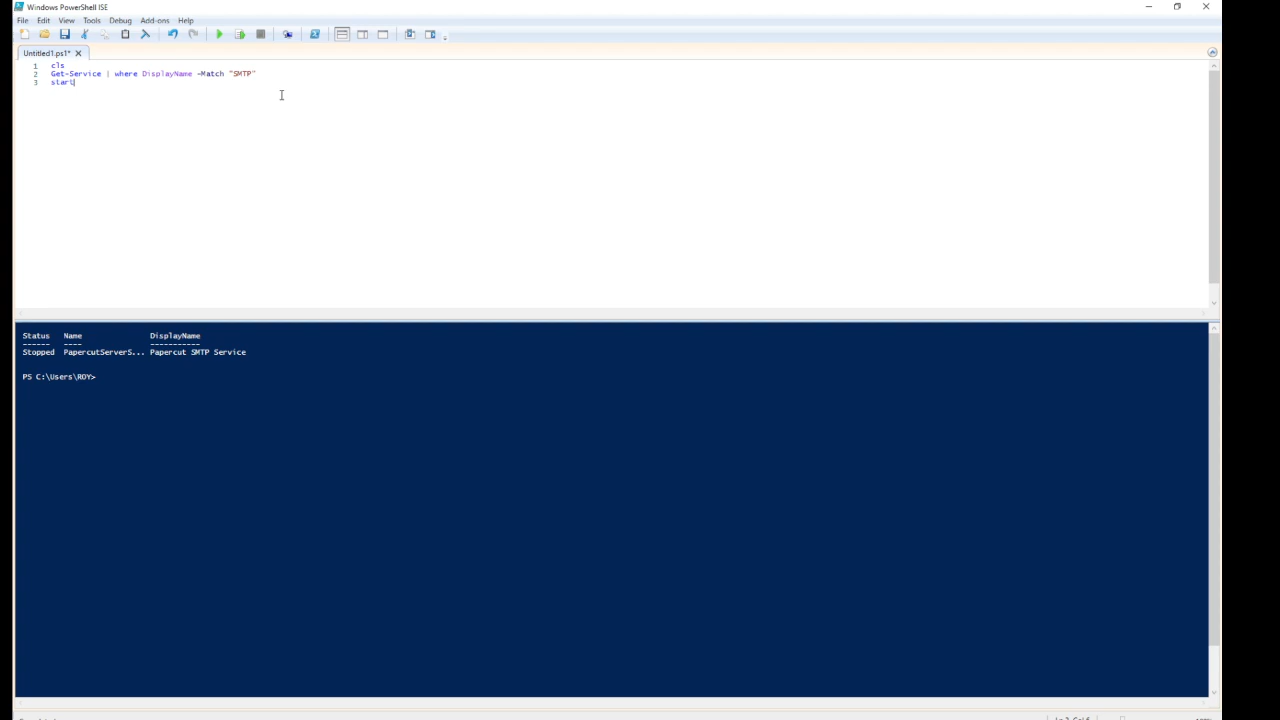 Windows PowerShell ISE
File Edit View Tools Debug Add-ons Help
Untitled1.ps1*
1 cls
2 Get-Service | where DisplayName -Match "SMTP"
3 start
Status Name DisplayName
------ ---- -----------
Stopped PapercutServerS... Papercut SMTP Service
PS C:\Users\ROY>